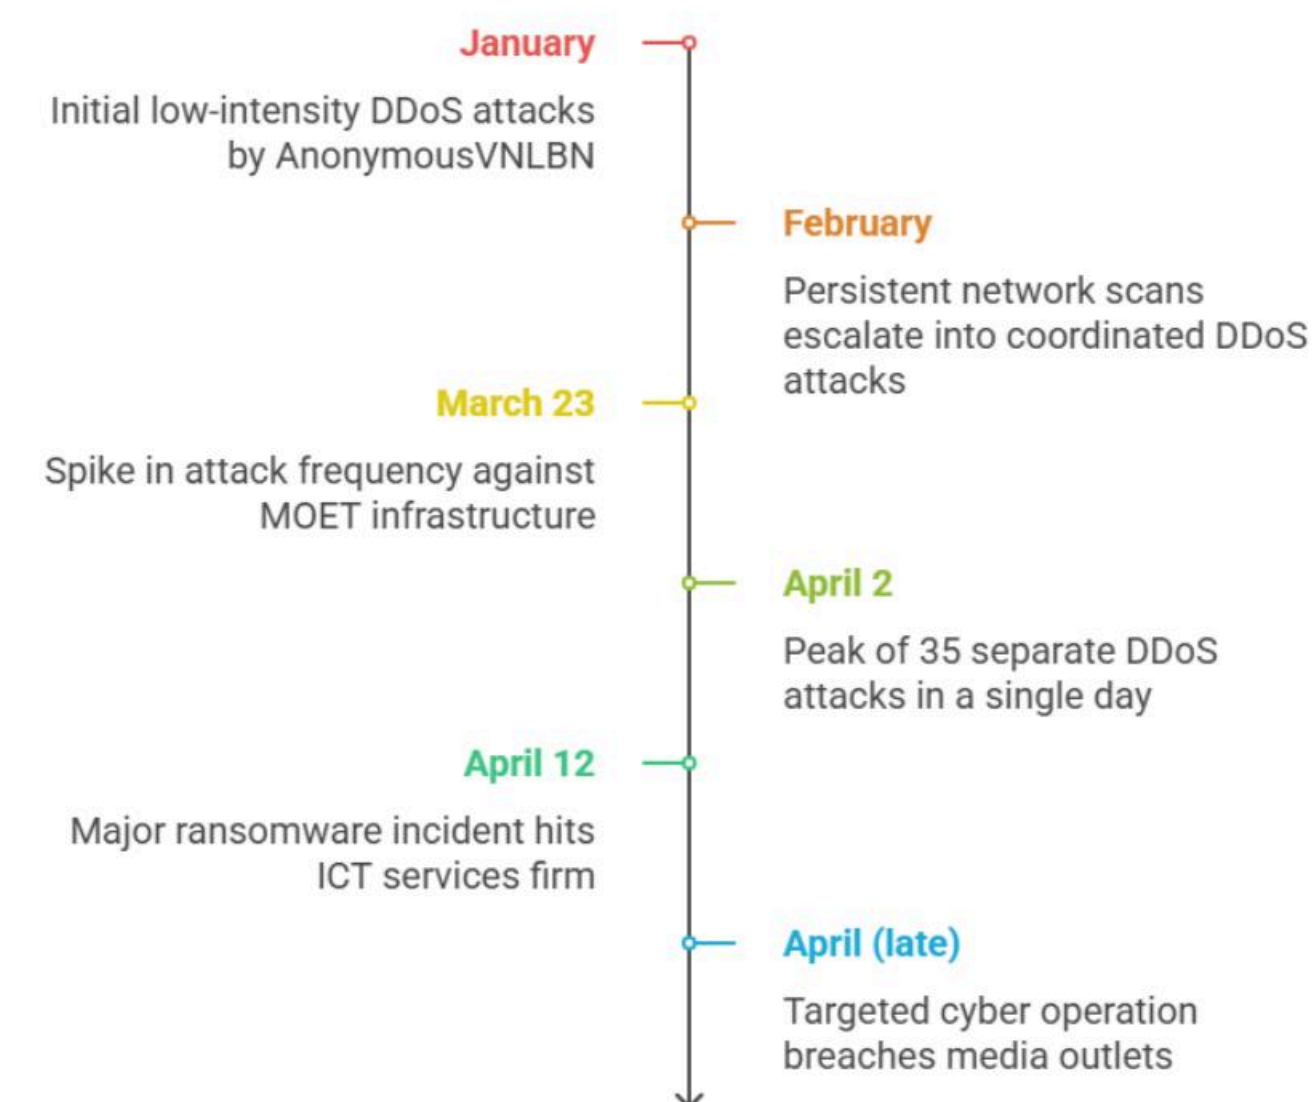 January
Initial low-intensity DDoS attacks
by AnonymousVNLBN
February
Persistent network scans
escalate into coordinated DDoS
attacks
March 23
Spike in attack frequency against
MOET infrastructure
April 2
Peak of 35 separate DDoS
attacks in a single day
April 12
Major ransomware incident hits
ICT services firm
April (late)
Targeted cyber operation
breaches media outlets